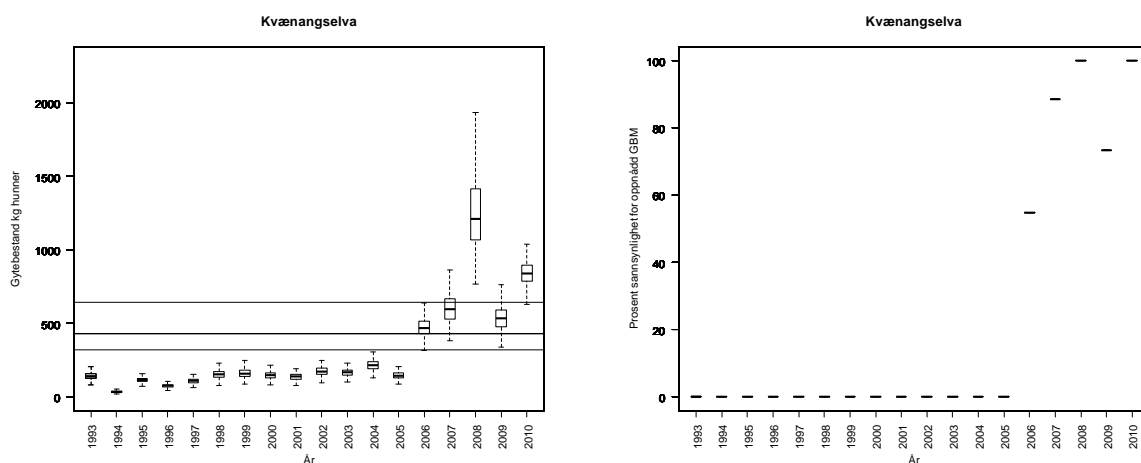 Kvænangselva
Gytebestand kg hunner
2000
1500
1000
500
0
1993 1994 1995 1996 1997 1998 1999 2000 2001 2002 2003 2004 2005 2006 2007 2008 2009 2010
År
Kvænangselva
Prosent sannsynlighet for oppnådd GBM
100
80
60
40
20
0
1993 1994 1995 1996 1997 1998 1999 2000 2001 2002 2003 2004 2005 2006 2007 2008 2009 2010
År